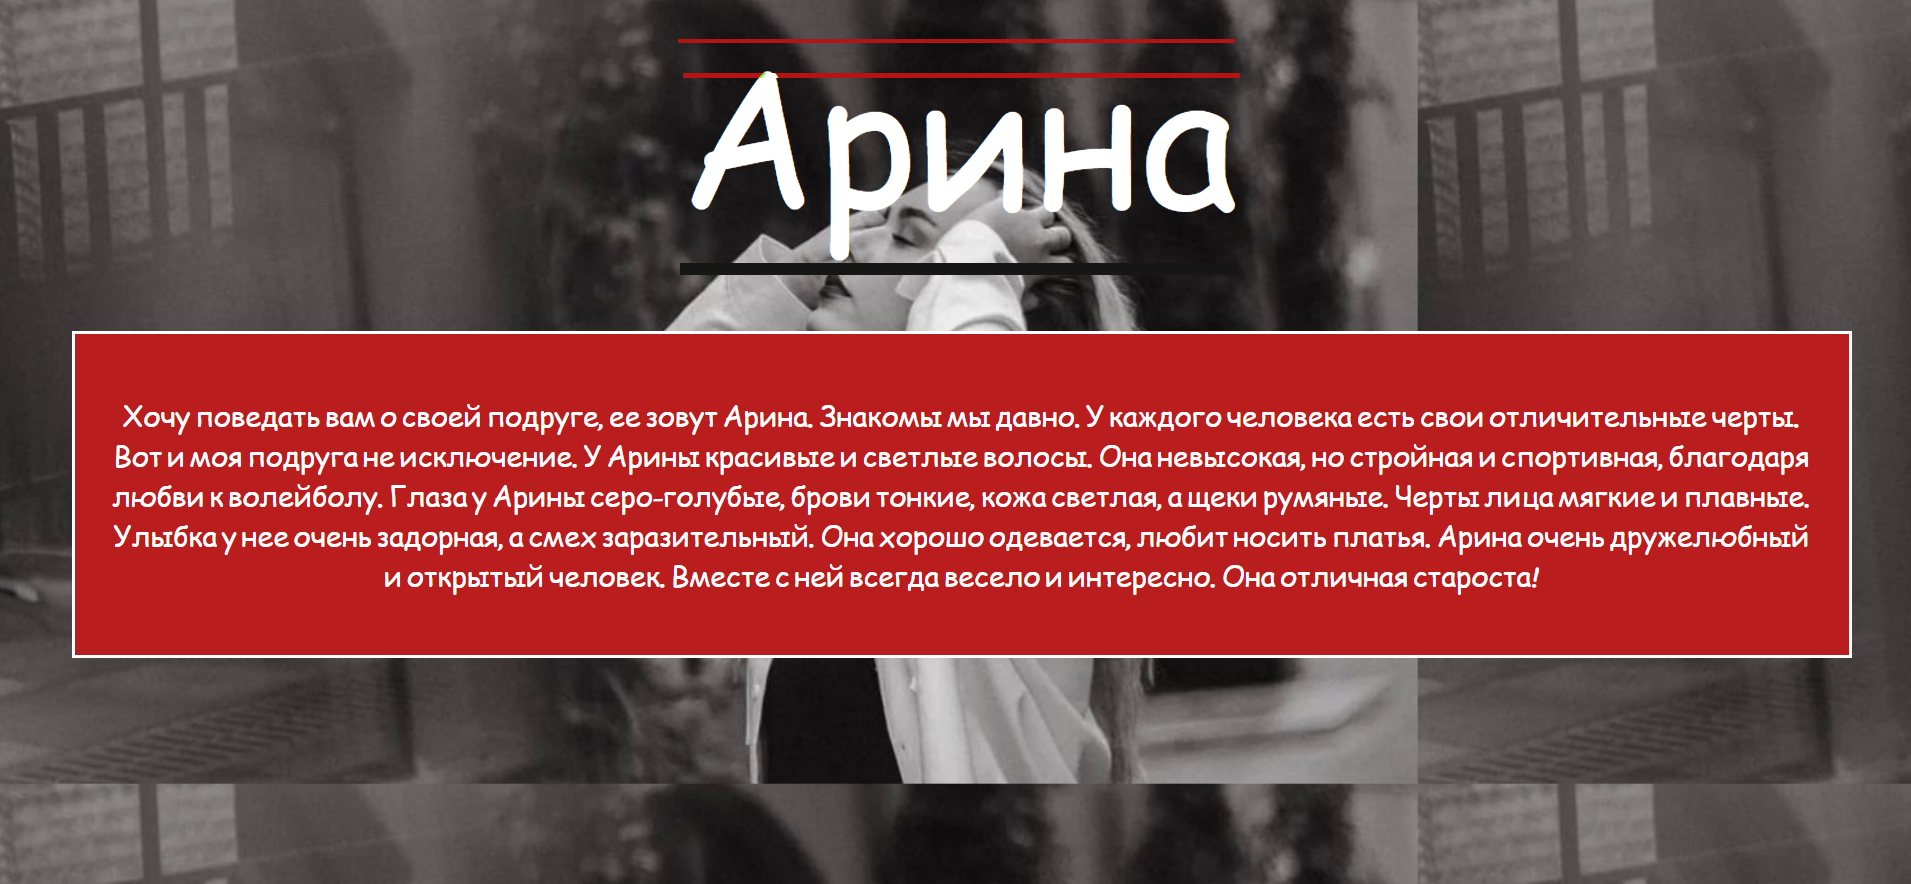 Арина
Хочу поведать вам о своей подруге, ее зовут Арина. Знакомы мы давно. У каждого человека есть свои отличительные черты.
Вот и моя подруга не исключение. У Арины красивые и светлые волосы. Она невысокая, но стройная и спортивная, благодаря
любви к волейболу. Глаза у Арины серо-голубые, брови тонкие, кожа светлая, а щеки румяные. Черты лица мягкие и плавные.
Улыбка у нее очень задорная, а смех заразительный. Она хорошо одевается, любит носить платья. Арина очень дружелюбный
и открытый человек. Вместе с ней всегда весело и интересно. Она отличная староста!